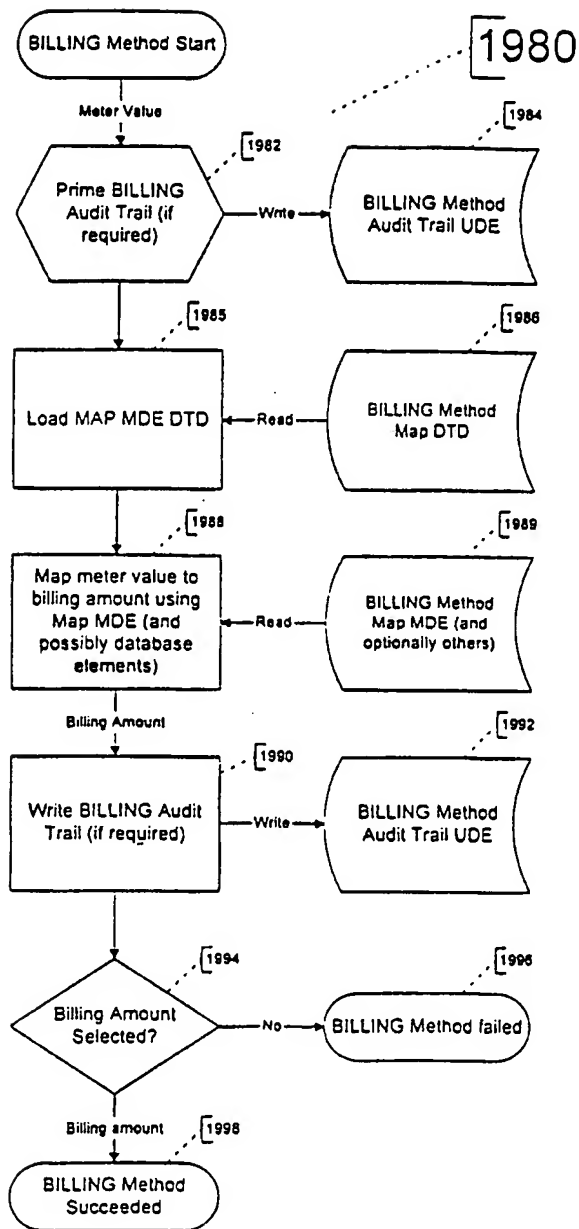 BILLING Method Start
1980
Meter Value
1982
1984
Prime BILLING
Audit Trail (if
required)
Write
BILLING Method
Audit Trail UDE
1985
1986
Load MAP MDE DTD
Read
BILLING Method
Map DTD
1988
1989
Map meter value to
billing amount using
Map MDE (and
possibly database
elements)
Read
BILLING Method
Map MDE (and
optionally others)
Billing Amount
1990
1992
Write BILLING Audit
Trail (if required)
Write
BILLING Method
Audit Trail UDE
1994
1996
Billing Amount
Selected?
No
BILLING Method failed
Billing amount
1998
BILLING Method
Succeeded